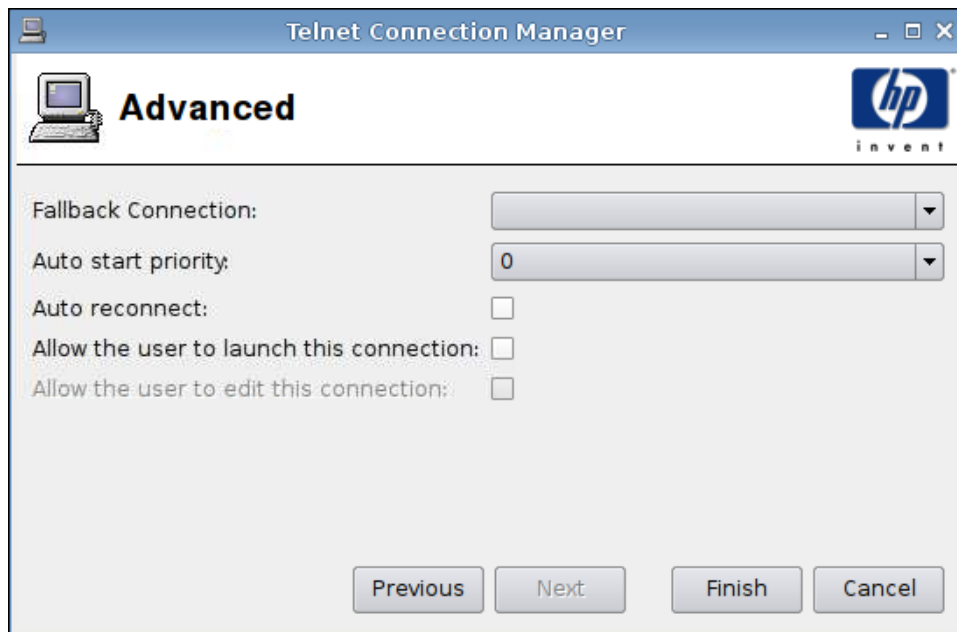 Telnet Connection Manager
Advanced
hp
invent
Fallback Connection:
Auto start priority:
0
Auto reconnect:
Allow the user to launch this connection:
Allow the user to edit this connection:
Previous
Next
Finish
Cancel